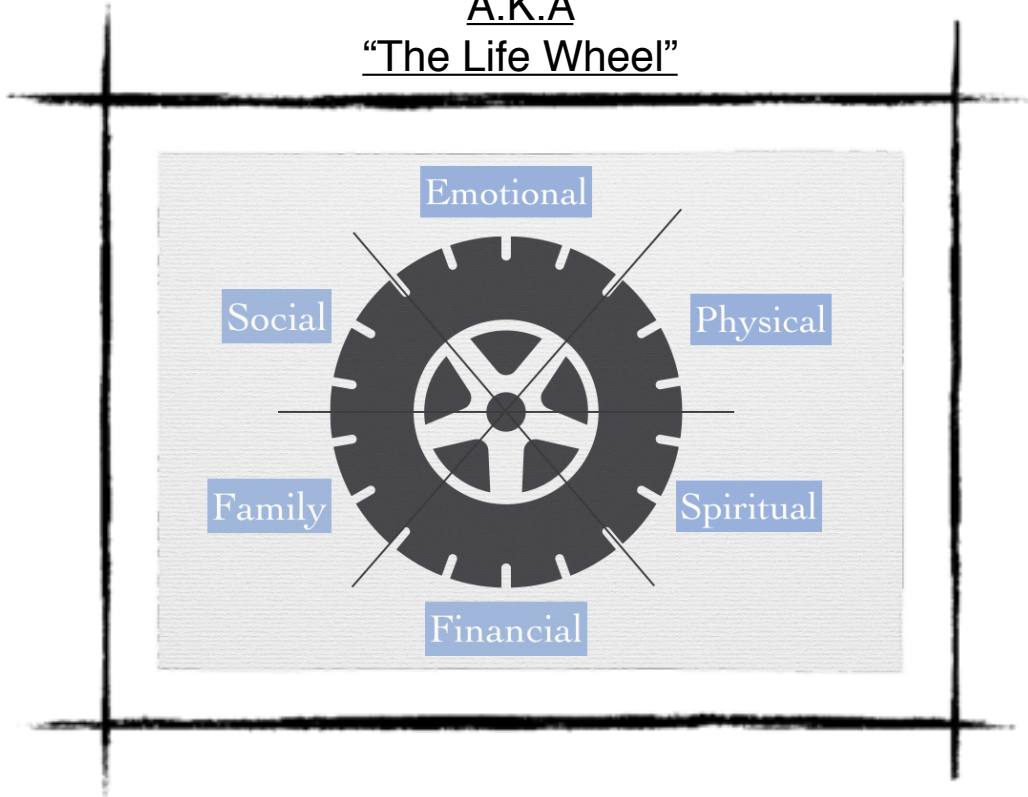 A.K.A
“The Life Wheel”
Emotional
Social
Physical
Family
Spiritual
Financial